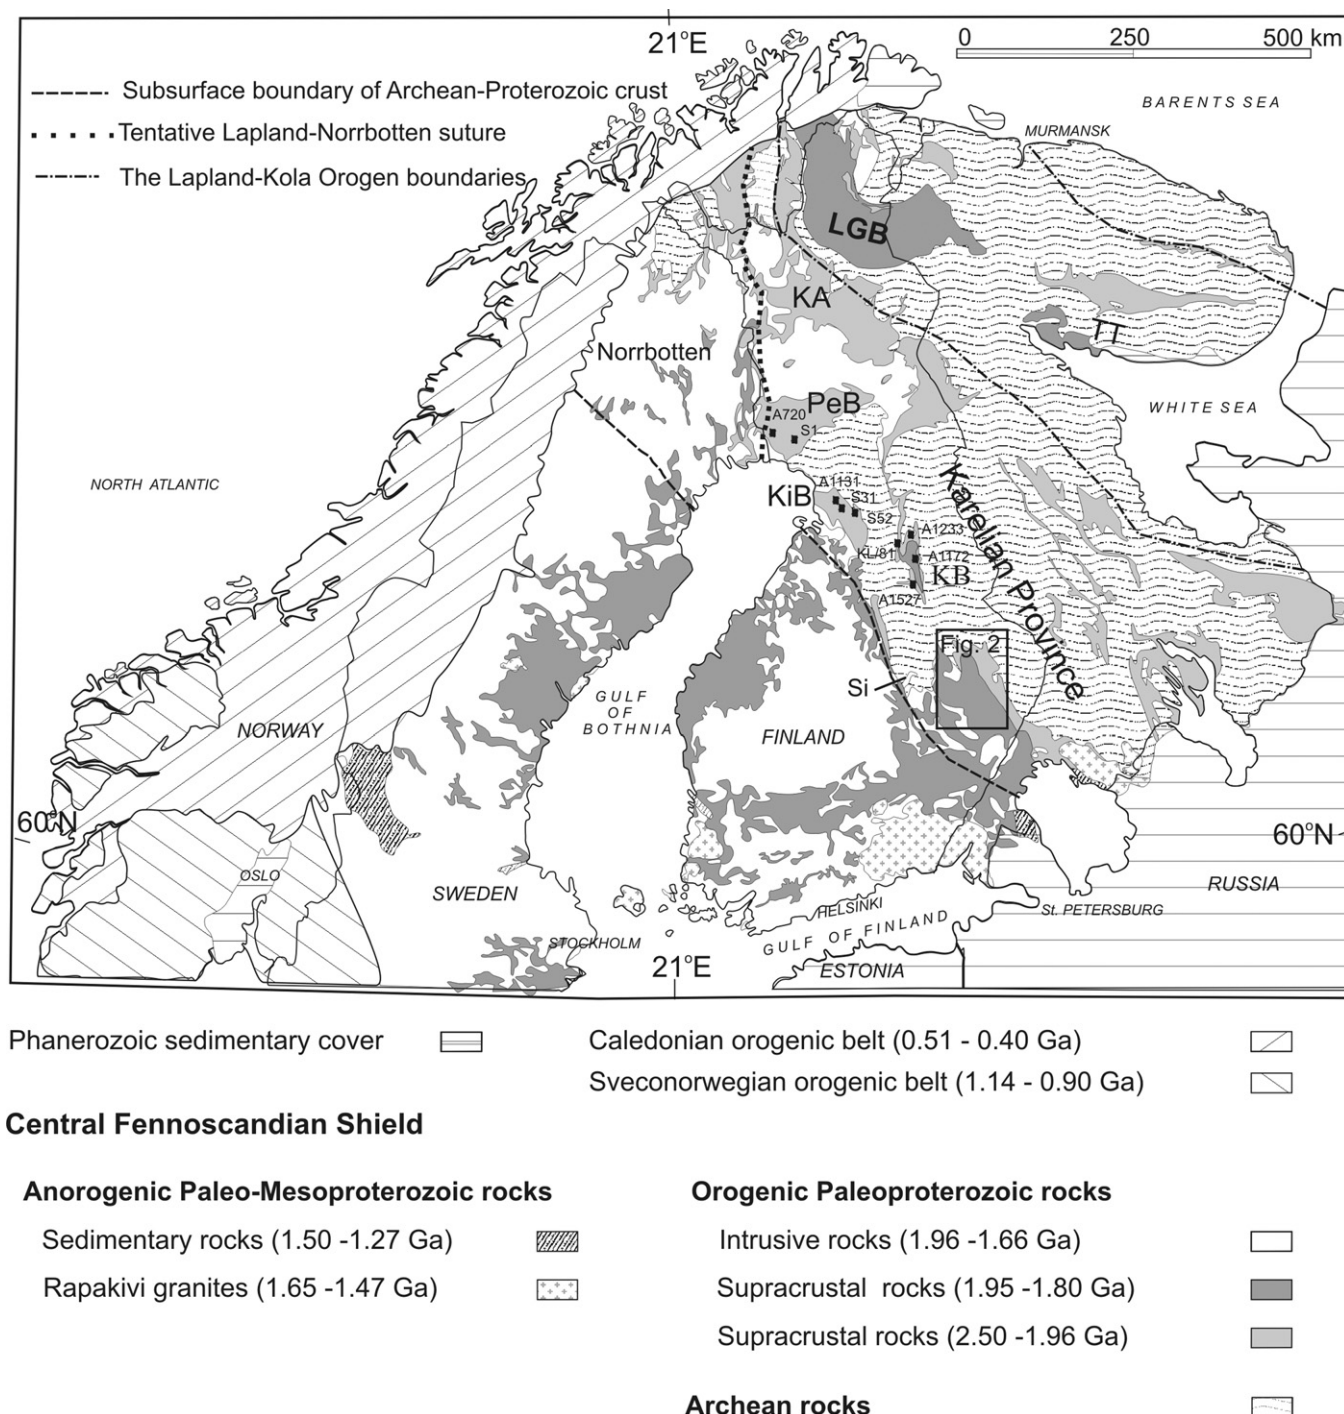 21°E
0 250 500 km
Subsurface boundary of Archean-Proterozoic crust
Tentative Lapland-Norrbotten suture
The Lapland-Kola Orogen boundaries
BARENTS SEA
MURMANSK
LGB
KA
TT
Norrbotten
PeB
A720
S1
WHITE SEA
NORTH ATLANTIC
KiB
A1131
S31
S52
A1233
KL/81
A1172
KB
A1527
Karelian Province
Fig. 2
Si
GULF
OF
BOTHNIA
NORWAY
FINLAND
60°N
60°N
OSLO
SWEDEN
RUSSIA
HELSINKI
St. PETERSBURG
GULF OF FINLAND
STOCKHOLM
21°E
ESTONIA
Phanerozoic sedimentary cover
Caledonian orogenic belt (0.51 - 0.40 Ga)
Sveconorwegian orogenic belt (1.14 - 0.90 Ga)
Central Fennoscandian Shield
Anorogenic Paleo-Mesoproterozoic rocks
Orogenic Paleoproterozoic rocks
Sedimentary rocks (1.50 -1.27 Ga)
Intrusive rocks (1.96 -1.66 Ga)
Rapakivi granites (1.65 -1.47 Ga)
Supracrustal rocks (1.95 -1.80 Ga)
Supracrustal rocks (2.50 -1.96 Ga)
Archean rocks